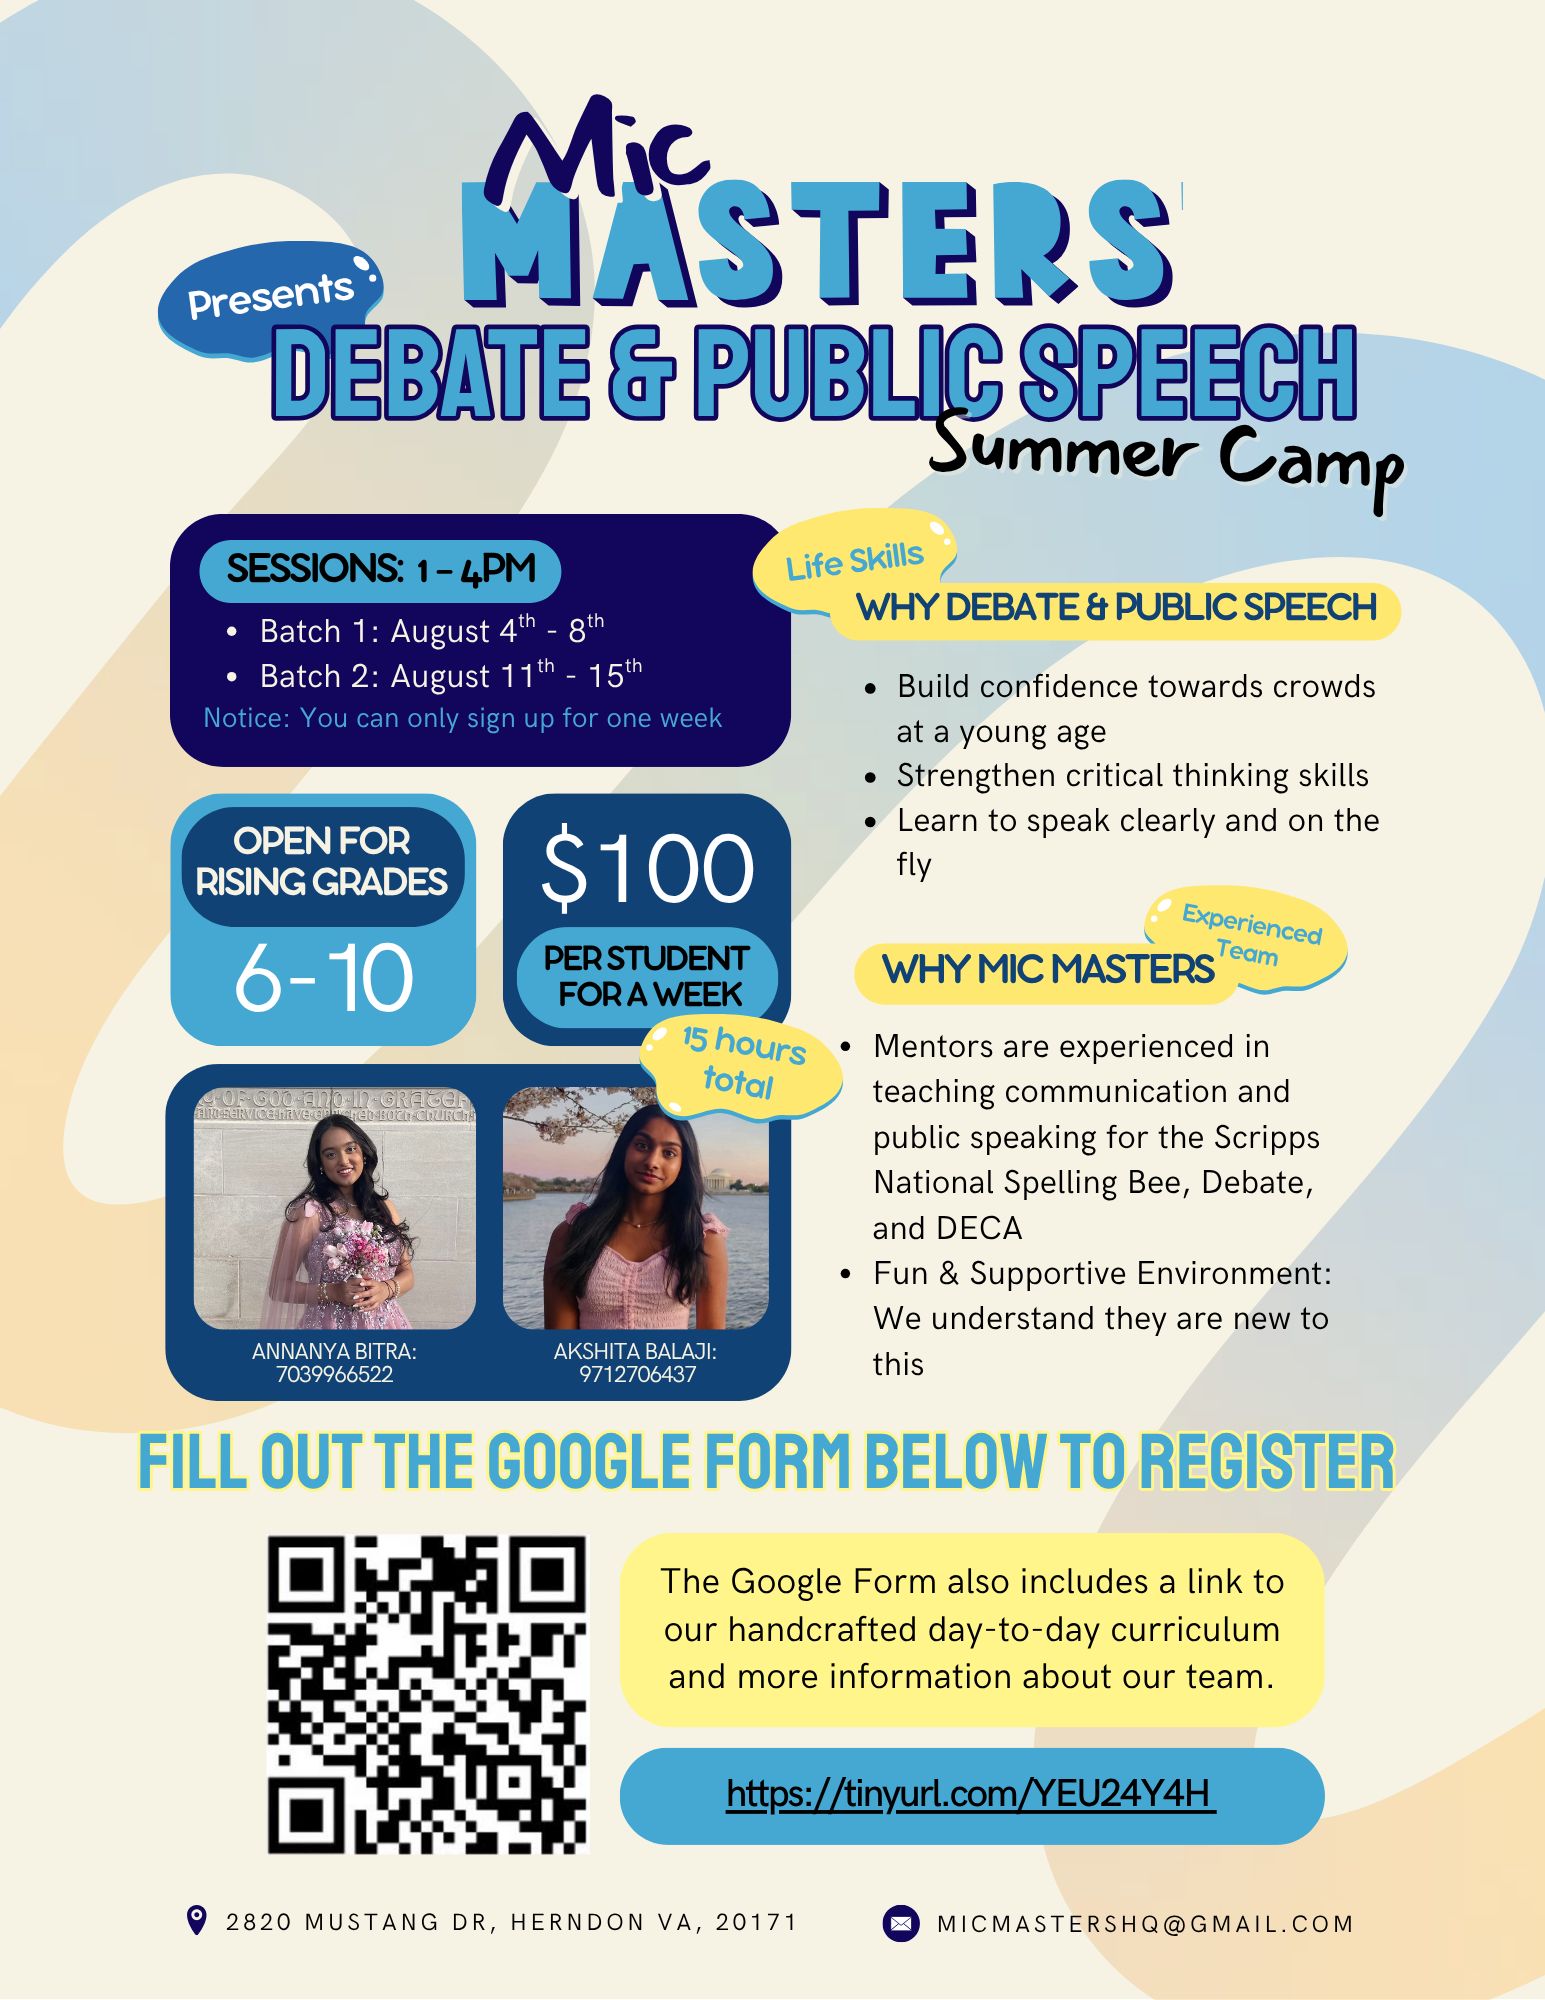 Mic
MASTERS
Presents
DEBATE & PUBLIC SPEECH
Summer Camp
SESSIONS: 1 - 4PM
• Batch 1: August 4th - 8th
• Batch 2: August 11th - 15th
Notice: You can only sign up for one week
OPEN FOR
RISING GRADES
6-10
$100
PER STUDENT
FOR A WEEK
15 hours
total
ANNANYA BITRA:
7039966522
AKSHITA BALAJI:
9712706437
Life Skills
WHY DEBATE & PUBLIC SPEECH
• Build confidence towards crowds
at a young age
• Strengthen critical thinking skills
• Learn to speak clearly and on the
fly
Experienced
Team
WHY MIC MASTERS
• Mentors are experienced in
teaching communication and
public speaking for the Scripps
National Spelling Bee, Debate,
and DECA
• Fun & Supportive Environment:
We understand they are new to
this
FILL OUT THE GOOGLE FORM BELOW TO REGISTER
The Google Form also includes a link to
our handcrafted day-to-day curriculum
and more information about our team.
https://tinyurl.com/YEU24Y4H
2820 MUSTANG DR, HERNDON VA, 20171
MICMASTERSHQ@GMAIL.COM